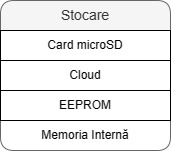 Stocare
Card microSD
Cloud
EEPROM
Memoria Internă